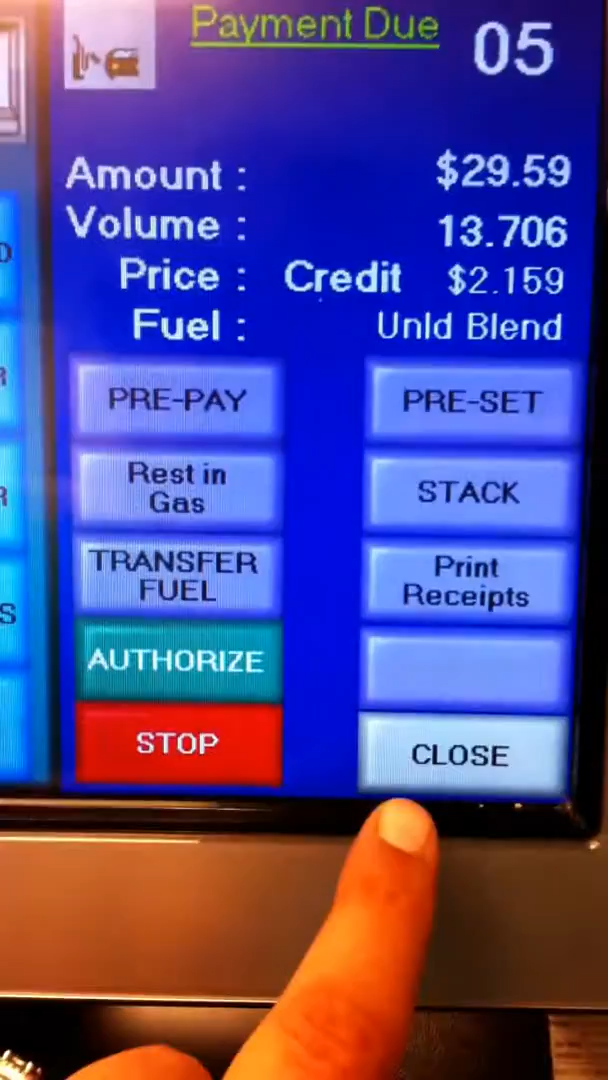 Payment Due
05
Amount : $29.59
Volume : 13.706
Price : Credit $2.159
Fuel : Unld Blend
PRE-PAY
PRE-SET
Rest in
Gas
STACK
TRANSFER
FUEL
Print
Receipts
AUTHORIZE
STOP
CLOSE